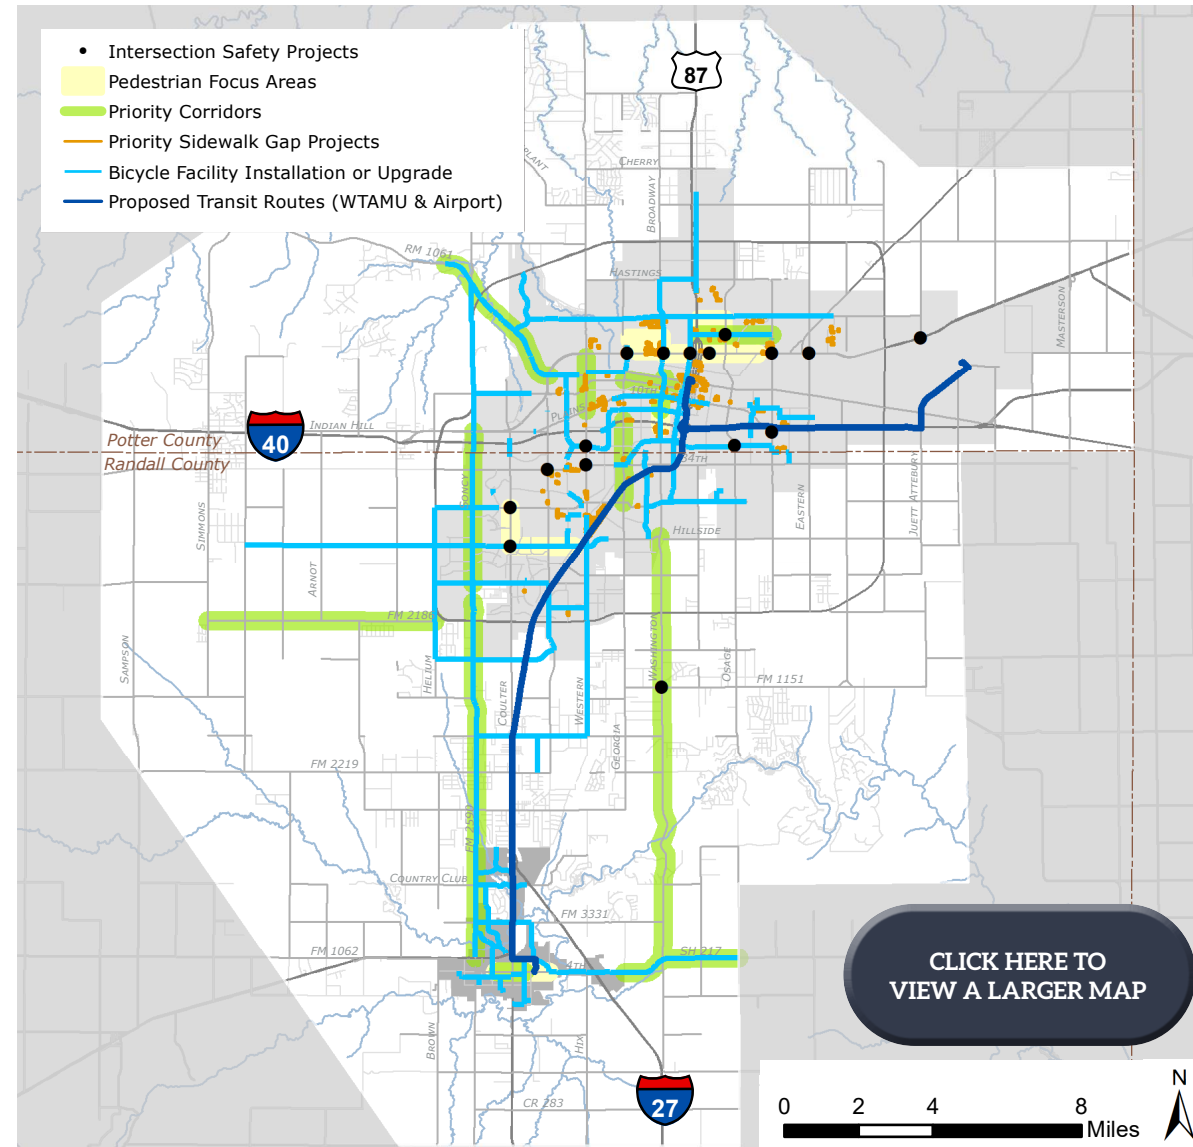 Intersection Safety Projects
Pedestrian Focus Areas
Priority Corridors
Priority Sidewalk Gap Projects
Bicycle Facility Installation or Upgrade
Proposed Transit Routes (WTAMU & Airport)
87
PLANT
CHERRY
BROADWAY
RM 1061
HASTINGS
MASTERSON
10TH
PLAINS
INDIAN HILL
40
Potter County
Randall County
34TH
SONCY
SIMMONS
EASTERN
JUETT ATTEBURY
HILLSIDE
ARNOT
FM 2186
WASHINGTON
SAMPSON
HELIUM
OSAGE
FM 1151
COULTER
WESTERN
GEORGIA
FM 2219
FM 2590
COUNTRY CLUB
FM 3331
FM 1062
4TH
SH 217
CLICK HERE TO
VIEW A LARGER MAP
BROWN
HIX
27
CR 283
N
0 2 4 8
Miles